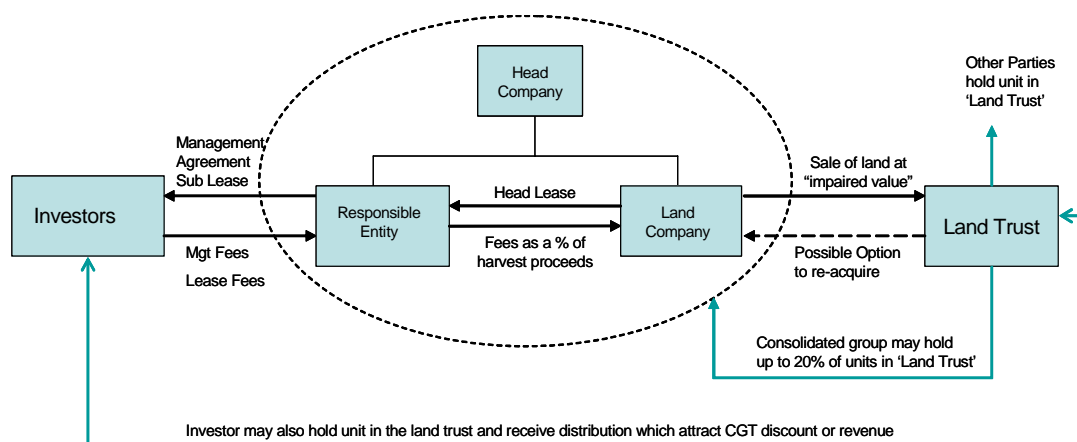 Head
Company
Other Parties
hold unit in
‘Land Trust’
Management
Agreement
Sub Lease
Sale of land at
“impaired value”
Investors
Responsible
Entity
Head Lease
Land
Company
Land Trust
Mgt Fees
Lease Fees
Fees as a % of
harvest proceeds
Possible Option
to re-acquire
Consolidated group may hold
up to 20% of units in ‘Land Trust’
Investor may also hold unit in the land trust and receive distribution which attract CGT discount or revenue